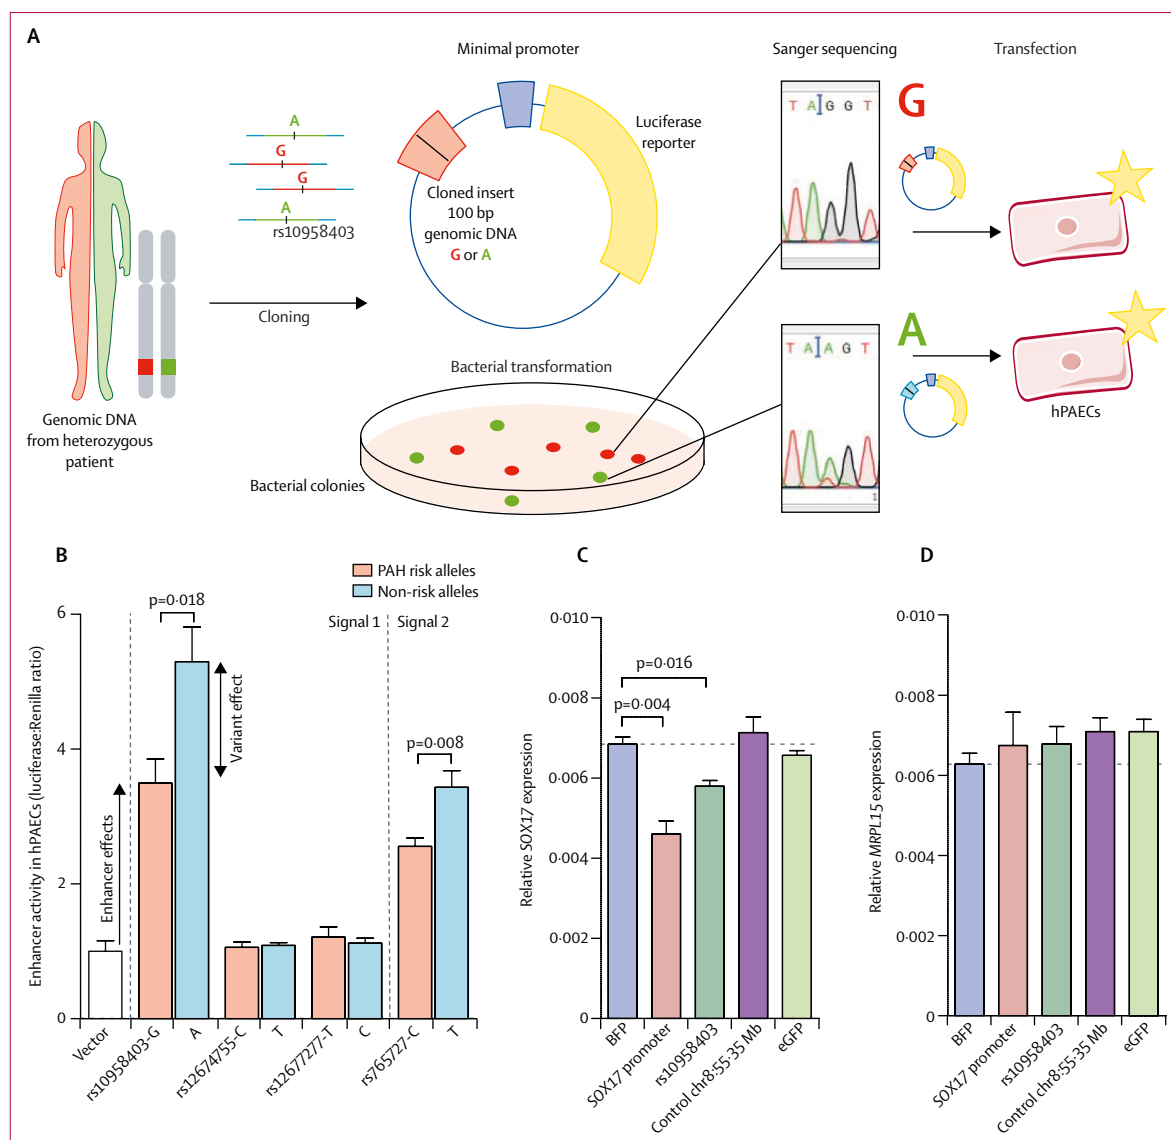 A
Minimal promoter
Sanger sequencing
Transfection
A
G
G
A
rs10958403
Cloning
Cloned insert
100 bp
genomic DNA
G or A
Luciferase
reporter
T A G G T
G
T A A G T
1
A
hPAECs
Genomic DNA
from heterozygous
patient
Bacterial transformation
Bacterial colonies
B
PAH risk alleles
Non-risk alleles
Signal 1
Signal 2
p=0·018
p=0·008
Enhancer effects
Variant effect
Enhancer activity in hPAECs (luciferase:Renilla ratio)
6
4
2
0
Vector
rs10958403-G
A
rs12674755-C
T
rs12677277-T
C
rs765727-C
T
C
p=0·016
p=0·004
Relative SOX17 expression
0·010
0·008
0·006
0·004
0·002
0
BFP
SOX17 promoter
rs10958403
Control chr8:55·35 Mb
eGFP
D
Relative MRPL15 expression
0·010
0·008
0·006
0·004
0·002
0
BFP
SOX17 promoter
rs10958403
Control chr8:55·35 Mb
eGFP